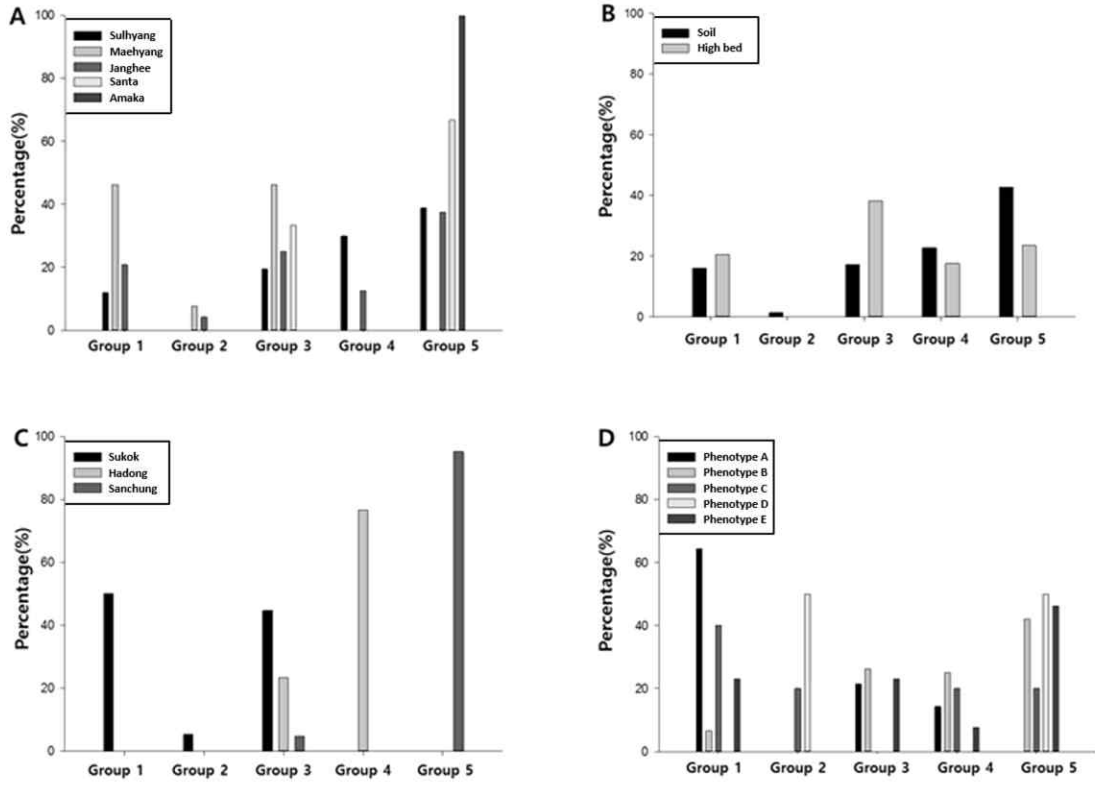 A
100
80
60
40
20
0
Percentage(%)
Sulhyang
Maehyang
Janghee
Santa
Amaka
Group 1 Group 2 Group 3 Group 4 Group 5
B
100
80
60
40
20
0
Percentage(%)
Soil
High bed
Group 1 Group 2 Group 3 Group 4 Group 5
C
100
80
60
40
20
0
Percentage(%)
Sukok
Hadong
Sanchung
Group 1 Group 2 Group 3 Group 4 Group 5
D
100
80
60
40
20
0
Percentage(%)
Phenotype A
Phenotype B
Phenotype C
Phenotype D
Phenotype E
Group 1 Group 2 Group 3 Group 4 Group 5